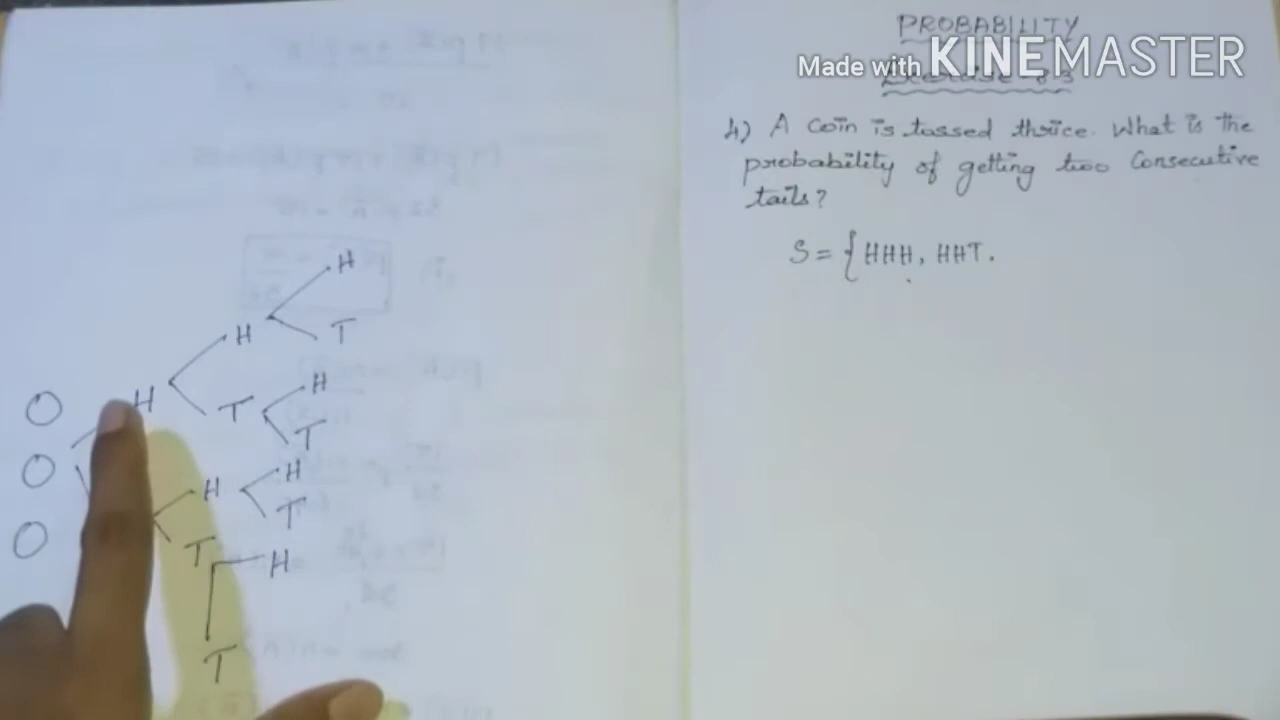 PROBABILITY
Made with KINEMASTER
4) A coin is tossed thrice. What is the
probability of getting two Consecutive
tails?
S = { HHH, HHT.
H
H
T
H
H
T
T
O
O
H
H
O
T
T
H
T